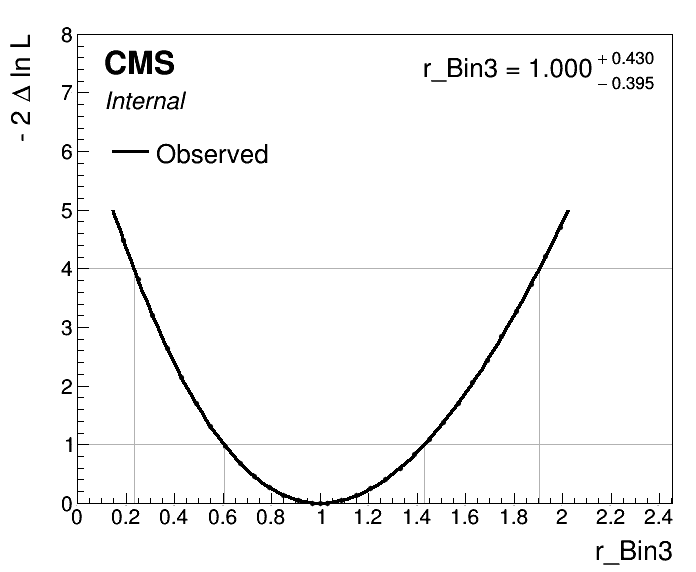 - 2 Δ ln L
8
7
6
5
4
3
2
1
0
CMS
Internal
r_Bin3 = 1.000 + 0.430 − 0.395
Observed
0 0.2 0.4 0.6 0.8 1 1.2 1.4 1.6 1.8 2 2.2 2.4
r_Bin3